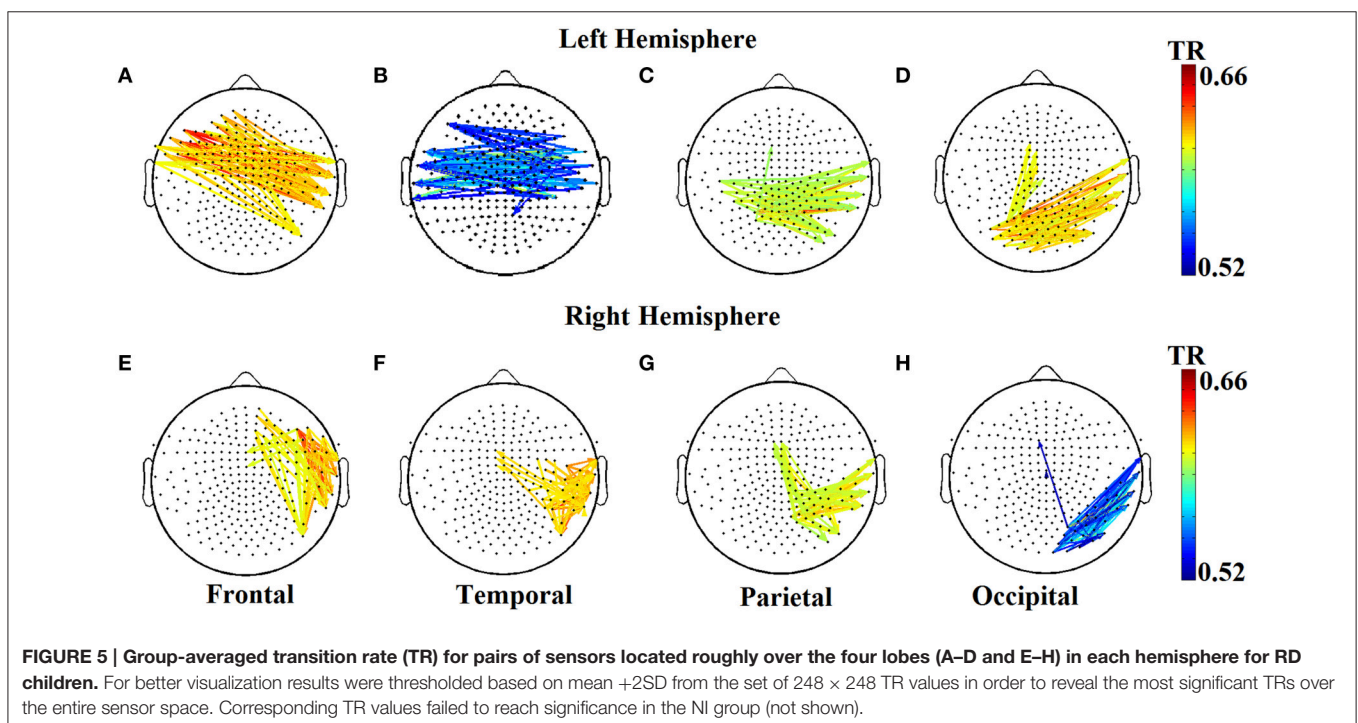 Left Hemisphere
TR
A B C D
0.66
0.52
Right Hemisphere
TR
E F G H
0.66
0.52
Frontal Temporal Parietal Occipital
FIGURE 5 | Group-averaged transition rate (TR) for pairs of sensors located roughly over the four lobes (A–D and E–H) in each hemisphere for RD
children. For better visualization results were thresholded based on mean +2SD from the set of 248 × 248 TR values in order to reveal the most significant TRs over
the entire sensor space. Corresponding TR values failed to reach significance in the NI group (not shown).